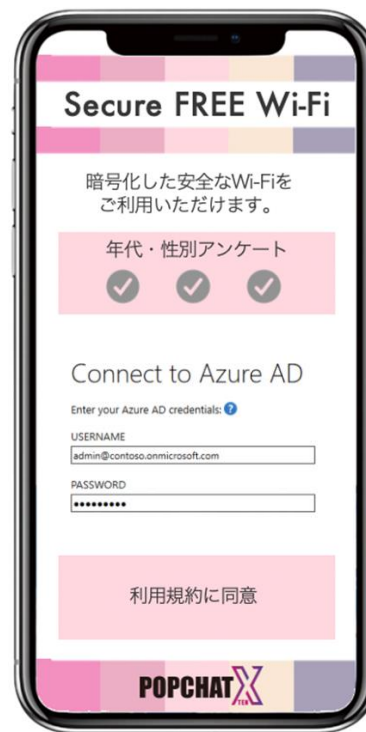 Secure FREE Wi-Fi
暗号化した安全なWi-Fiを
ご利用いただけます。
年代・性別アンケート
Connect to Azure AD
Enter your Azure AD credentials: ?
USERNAME
admin@contoso.onmicrosoft.com
PASSWORD
•••••••••
利用規約に同意
POPCHAT X
TEN